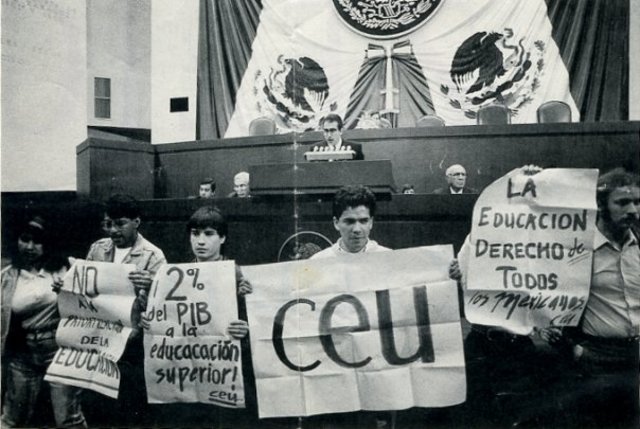 NO
A LA
PRIVATIZACION
DE LA
EDUCACION
¡2%
del PIB
a la
educacación
superior!
ceu
ceu
LA
EDUCACION
DERECHO de
TODOS
los mexicanos
ceu